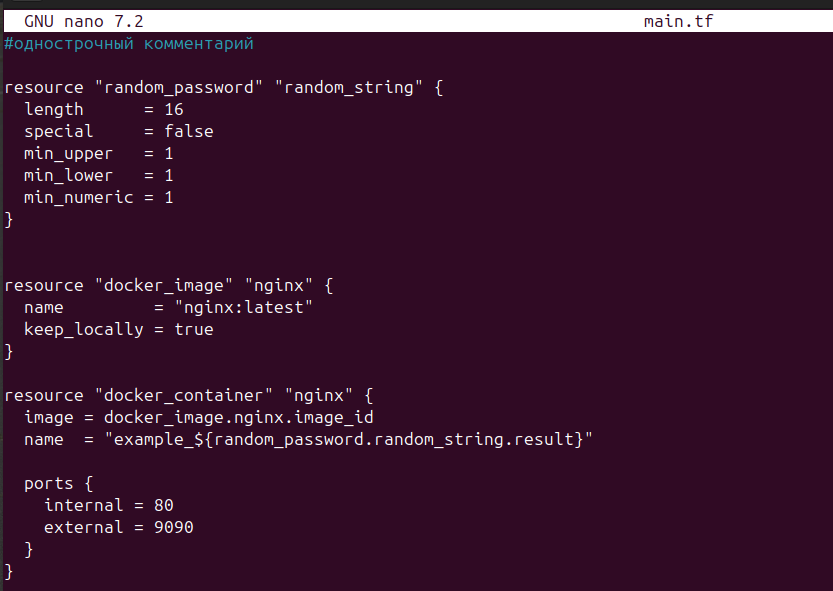 GNU nano 7.2 main.tf
#однострочный комментарий
resource "random_password" "random_string" {
  length      = 16
  special     = false
  min_upper   = 1
  min_lower   = 1
  min_numeric = 1
}
resource "docker_image" "nginx" {
  name         = "nginx:latest"
  keep_locally = true
}
resource "docker_container" "nginx" {
  image = docker_image.nginx.image_id
  name  = "example_${random_password.random_string.result}"
  ports {
    internal = 80
    external = 9090
  }
}